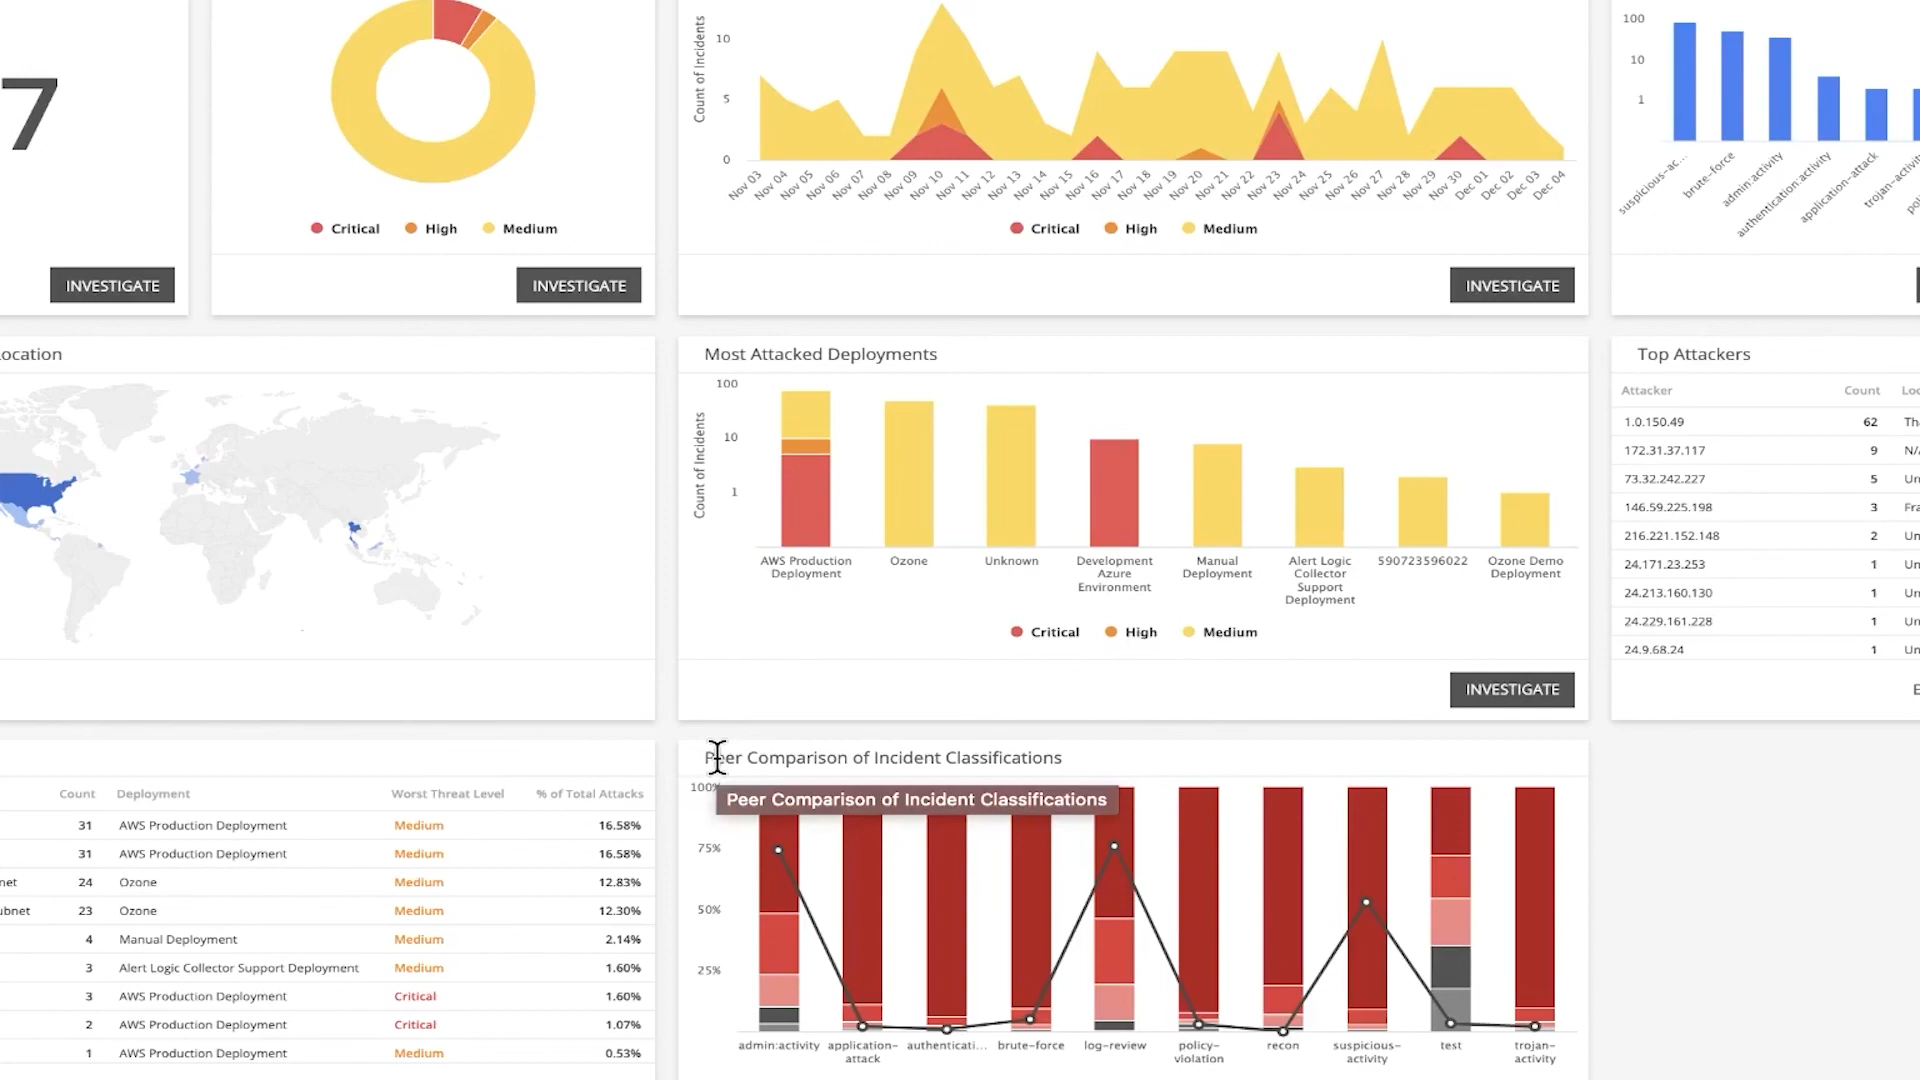 7
INVESTIGATE
Critical High Medium
INVESTIGATE
Count of Incidents
10
5
0
Nov 03 Nov 04 Nov 05 Nov 06 Nov 07 Nov 08 Nov 09 Nov 10 Nov 11 Nov 12 Nov 13 Nov 14 Nov 15 Nov 16 Nov 17 Nov 18 Nov 19 Nov 20 Nov 21 Nov 22 Nov 23 Nov 24 Nov 25 Nov 26 Nov 27 Nov 28 Nov 29 Nov 30 Dec 01 Dec 02 Dec 03 Dec 04
Critical High Medium
INVESTIGATE
100
10
1
suspicious-ac... brute-force admin:activity authentication:activity application-attack trojan-activi
ocation
Most Attacked Deployments
Count of Incidents
100
10
1
AWS Production Deployment
Ozone
Unknown
Development Azure Environment
Manual Deployment
Alert Logic Collector Support Deployment
590723596022
Ozone Demo Deployment
Critical High Medium
INVESTIGATE
Top Attackers
Attacker Count Loc
1.0.150.49 62 Th
172.31.37.117 9 N/
73.32.242.227 5 Un
146.59.225.198 3 Fra
216.221.152.148 2 Un
24.171.23.253 1 Un
24.213.160.130 1 Un
24.229.161.228 1 Un
24.9.68.24 1 Un
E
Count Deployment Worst Threat Level % of Total Attacks
31 AWS Production Deployment Medium 16.58%
31 AWS Production Deployment Medium 16.58%
net 24 Ozone Medium 12.83%
ubnet 23 Ozone Medium 12.30%
4 Manual Deployment Medium 2.14%
3 Alert Logic Collector Support Deployment Medium 1.60%
3 AWS Production Deployment Critical 1.60%
2 AWS Production Deployment Critical 1.07%
1 AWS Production Deployment Medium 0.53%
Peer Comparison of Incident Classifications
100%
Peer Comparison of Incident Classifications
75%
50%
25%
admin:activity
application-attack
authenticati...
brute-force
log-review
policy-violation
recon
suspicious-activity
test
trojan-activity